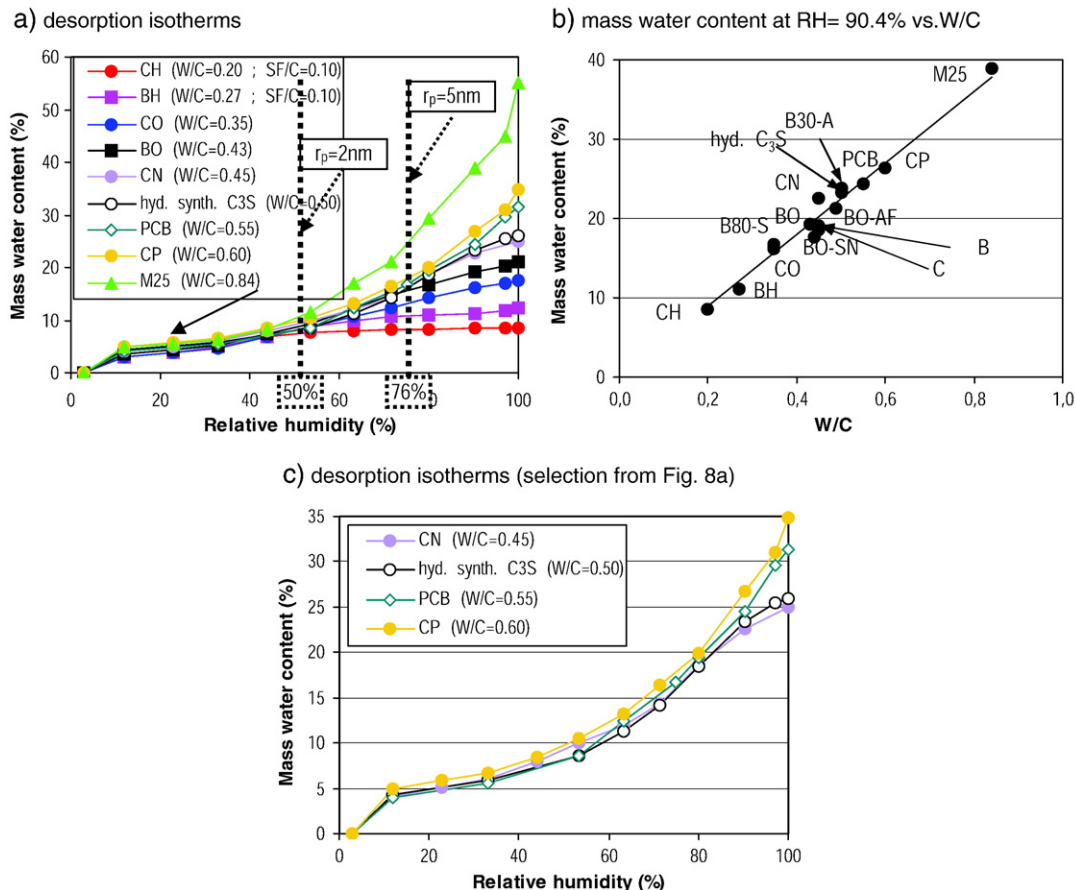 a) desorption isotherms
60
50
40
30
20
10
0
Mass water content (%)
CH (W/C=0.20 ; SF/C=0.10)
BH (W/C=0.27 ; SF/C=0.10)
CO (W/C=0.35)
BO (W/C=0.43)
CN (W/C=0.45)
hyd. synth. C3S (W/C=0.50)
PCB (W/C=0.55)
CP (W/C=0.60)
M25 (W/C=0.84)
rp=2nm
rp=5nm
50%
76%
0 20 40 60 80 100
Relative humidity (%)
b) mass water content at RH= 90.4% vs.W/C
40
30
20
10
0
Mass water content (%)
M25
B30-A
hyd. C3S
PCB
CP
CN
BO
BO-AF
B80-S
BO-SN
B
CO
C
BH
CH
0,0 0,2 0,4 0,6 0,8 1,0
W/C
c) desorption isotherms (selection from Fig. 8a)
35
30
25
20
15
10
5
0
Mass water content (%)
CN (W/C=0.45)
hyd. synth. C3S (W/C=0.50)
PCB (W/C=0.55)
CP (W/C=0.60)
0 20 40 60 80 100
Relative humidity (%)